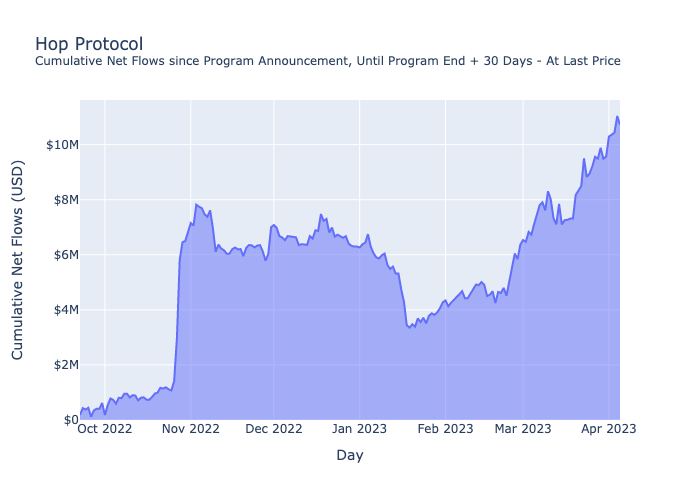 Hop Protocol
Cumulative Net Flows since Program Announcement, Until Program End + 30 Days - At Last Price
Cumulative Net Flows (USD)
$10M
$8M
$6M
$4M
$2M
$0
Oct 2022 Nov 2022 Dec 2022 Jan 2023 Feb 2023 Mar 2023 Apr 2023
Day